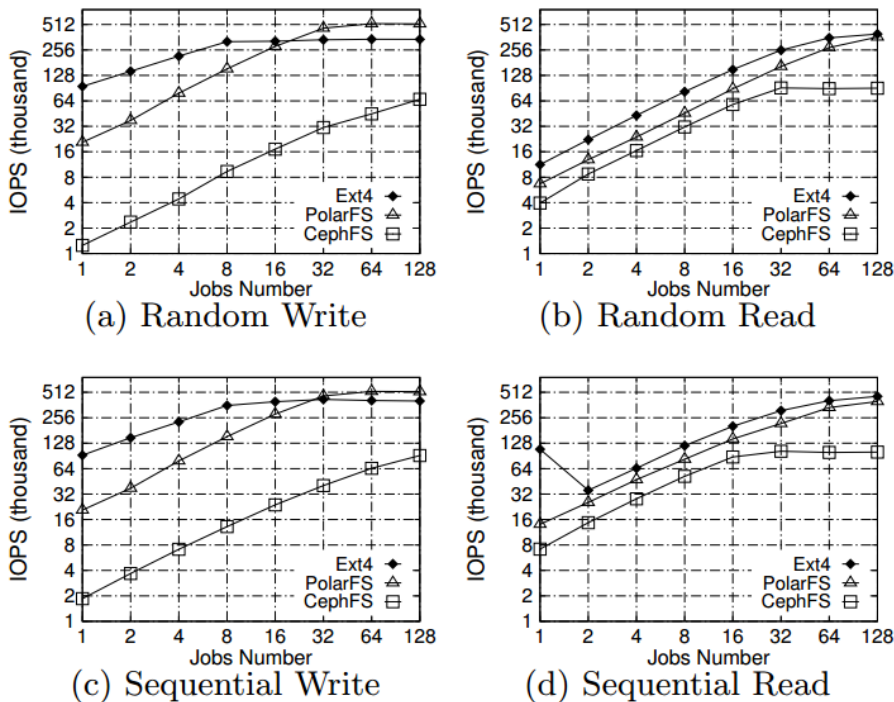 IOPS (thousand)
512
256
128
64
32
16
8
4
2
1
Ext4
PolarFS
CephFS
1 2 4 8 16 32 64 128
Jobs Number
(a) Random Write
IOPS (thousand)
512
256
128
64
32
16
8
4
2
1
Ext4
PolarFS
CephFS
1 2 4 8 16 32 64 128
Jobs Number
(b) Random Read
IOPS (thousand)
512
256
128
64
32
16
8
4
2
1
Ext4
PolarFS
CephFS
1 2 4 8 16 32 64 128
Jobs Number
(c) Sequential Write
IOPS (thousand)
512
256
128
64
32
16
8
4
2
1
Ext4
PolarFS
CephFS
1 2 4 8 16 32 64 128
Jobs Number
(d) Sequential Read